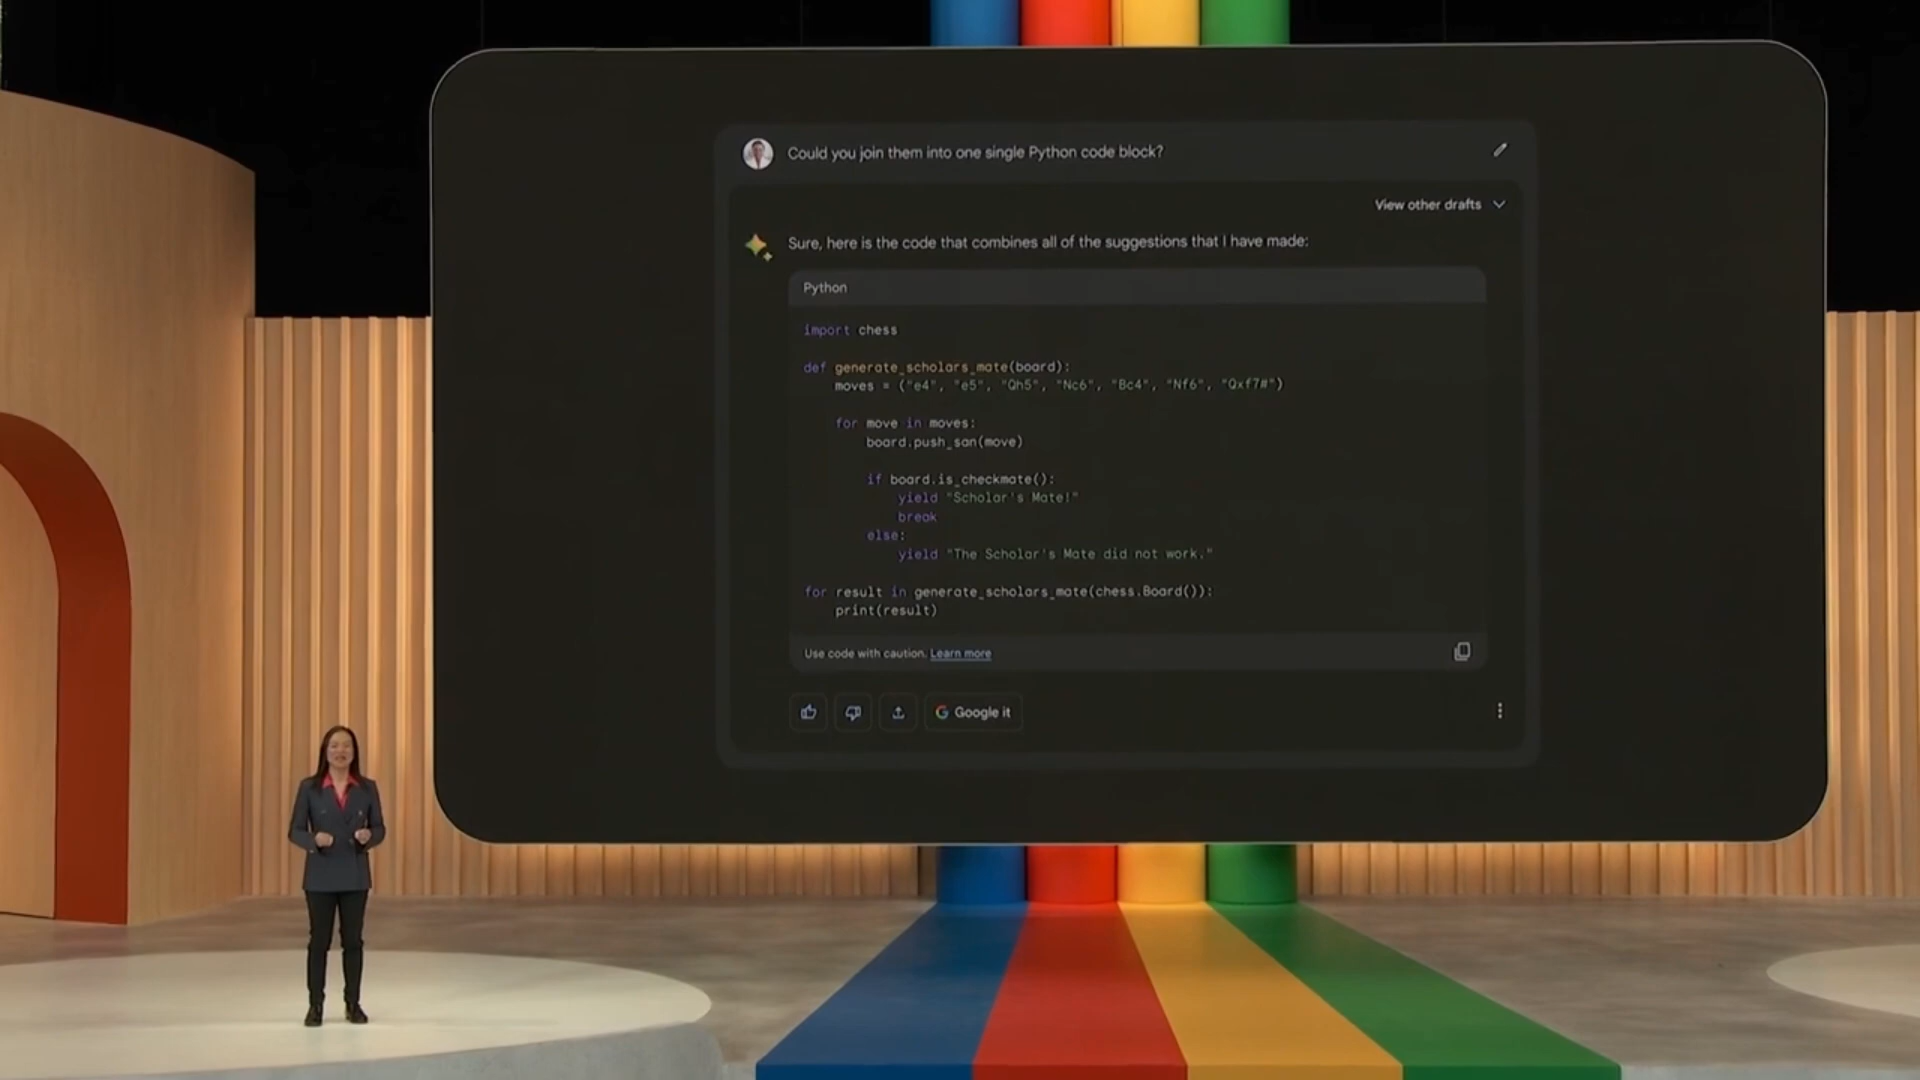 Could you join them into one single Python code block?
View other drafts
Sure, here is the code that combines all of the suggestions that I have made:
Python
import chess
def generate_scholars_mate(board):
moves = ("e4", "e5", "Qh5", "Nc6", "Bc4", "Nf6", "Qxf7#")
for move in moves:
board.push_san(move)
if board.is_checkmate():
yield "Scholar's Mate!"
break
else:
yield "The Scholar's Mate did not work."
for result in generate_scholars_mate(chess.Board()):
print(result)
Use code with caution. Learn more
G Google it